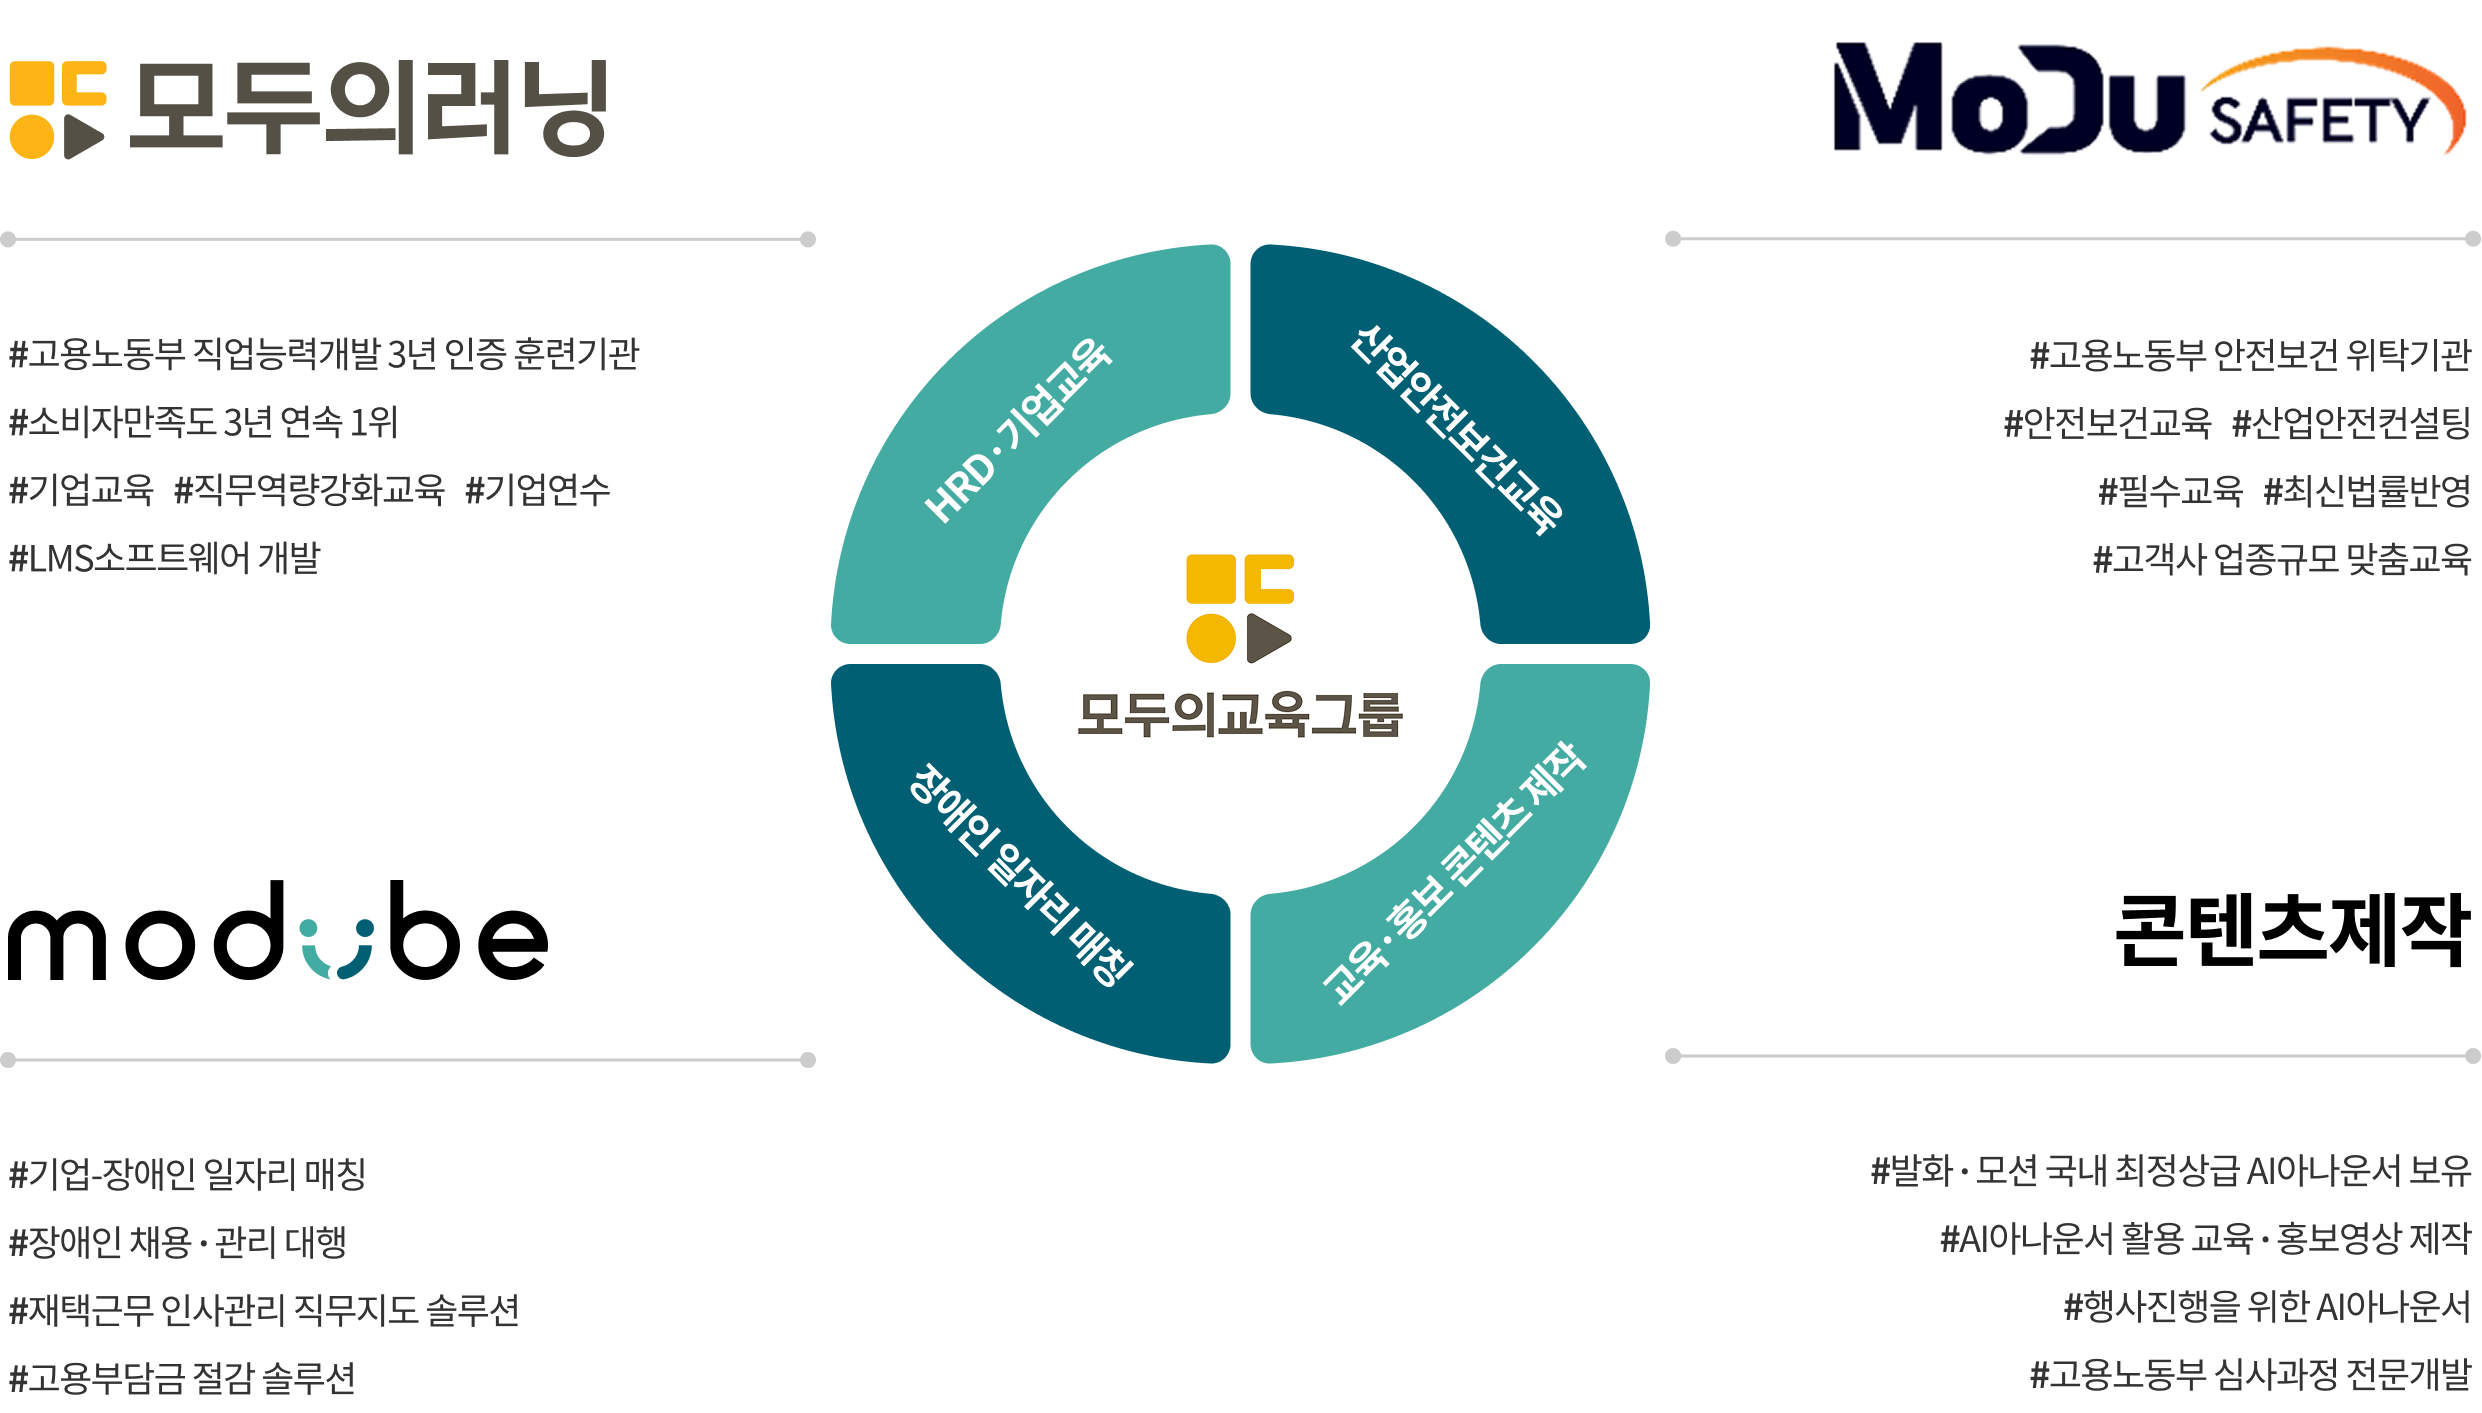 모두의러닝
#고용노동부 직업능력개발 3년 인증 훈련기관
#소비자만족도 3년 연속 1위
#기업교육 #직무역량강화교육 #기업연수
#LMS소프트웨어 개발
MoDu SAFETY
#고용노동부 안전보건 위탁기관
#안전보건교육 #산업안전컨설팅
#필수교육 #최신법률반영
#고객사 업종규모 맞춤교육
HRD·기업교육
산업안전보건교육
모두의교육그룹
장애인 일자리 매칭
교육·홍보 콘텐츠 제작
modube
#기업-장애인 일자리 매칭
#장애인 채용·관리 대행
#재택근무 인사관리 직무지도 솔루션
#고용부담금 절감 솔루션
콘텐츠제작
#발화·모션 국내 최정상급 AI아나운서 보유
#AI아나운서 활용 교육·홍보영상 제작
#행사진행을 위한 AI아나운서
#고용노동부 심사과정 전문개발